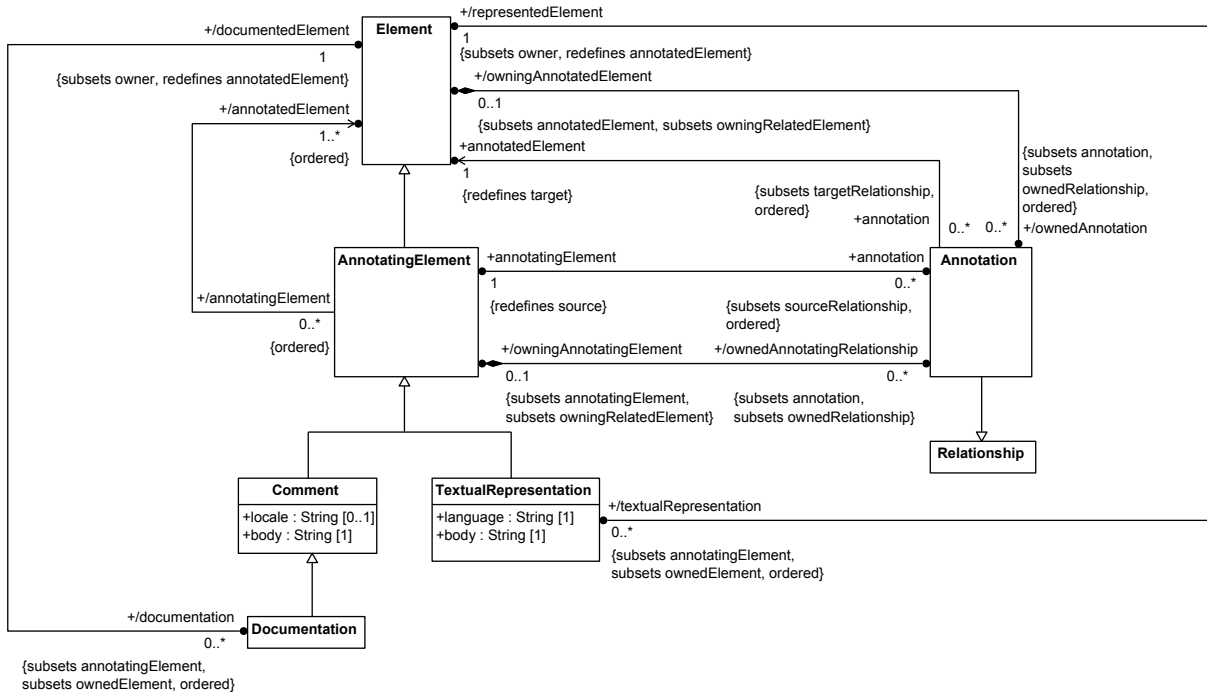 +/representedElement
Element
+/documentedElement
1
1
{subsets owner, redefines annotatedElement}
{subsets owner, redefines annotatedElement}
+/owningAnnotatedElement
+/annotatedElement
0..1
{subsets annotatedElement, subsets owningRelatedElement}
1..*
{ordered}
+annotatedElement
1
{redefines target}
{subsets annotation,
subsets
ownedRelationship,
ordered}
{subsets targetRelationship,
ordered}
+annotation
0..*
0..*
+/ownedAnnotation
AnnotatingElement
+annotatingElement
+annotation
Annotation
1
0..*
{redefines source}
{subsets sourceRelationship,
ordered}
+/annotatingElement
0..*
{ordered}
+/owningAnnotatingElement
+/ownedAnnotatingRelationship
0..1
0..*
{subsets annotatingElement,
subsets owningRelatedElement}
{subsets annotation,
subsets ownedRelationship}
Relationship
Comment
+locale : String [0..1]
+body : String [1]
TextualRepresentation
+language : String [1]
+body : String [1]
+/textualRepresentation
0..*
{subsets annotatingElement,
subsets ownedElement, ordered}
+/documentation
Documentation
0..*
{subsets annotatingElement,
subsets ownedElement, ordered}